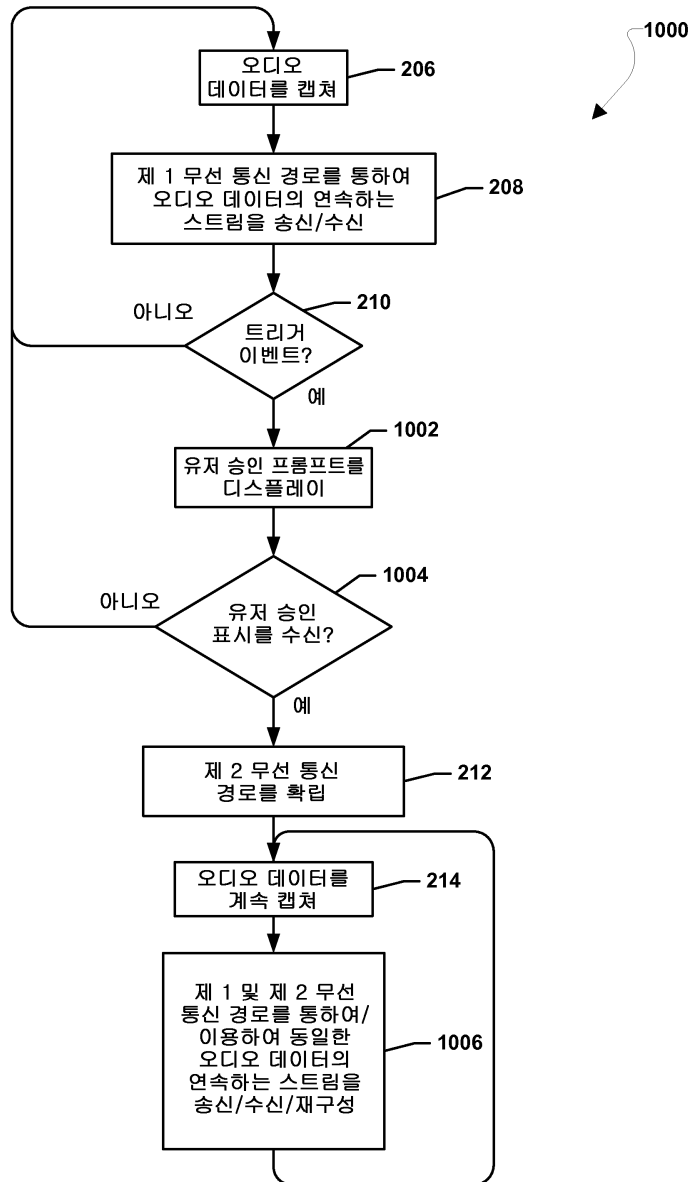 1000
오디오
데이터를 캡쳐
206
제 1 무선 통신 경로를 통하여
오디오 데이터의 연속하는
스트림을 송신/수신
208
트리거
이벤트?
210
아니오
예
유저 승인 프롬프트를
디스플레이
1002
유저 승인
표시를 수신?
1004
아니오
예
제 2 무선 통신
경로를 확립
212
오디오 데이터를
계속 캡쳐
214
제 1 및 제 2 무선
통신 경로를 통하여/
이용하여 동일한
오디오 데이터의
연속하는 스트림을
송신/수신/재구성
1006